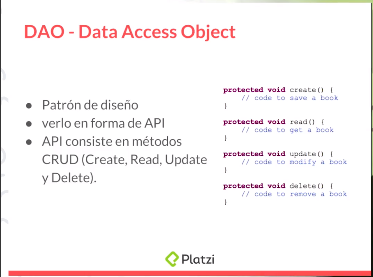 DAO - Data Access Object
● Patrón de diseño
● verlo en forma de API
● API consiste en métodos
CRUD (Create, Read, Update
y Delete).
protected void create() {
// code to save a book
}
protected void read() {
// code to get a book
}
protected void update() {
// code to modify a book
}
protected void delete() {
// code to remove a book
}
Platzi